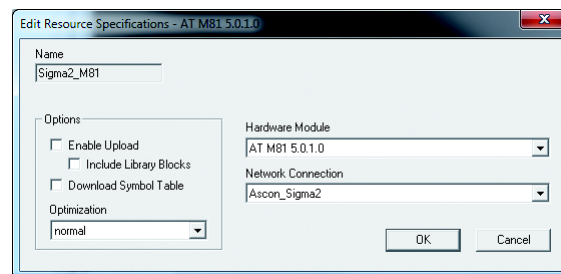 Edit Resource Specifications - AT M81 5.0.1.0
Name
Sigma2_M81
Options
Enable Upload
Include Library Blocks
Download Symbol Table
Optimization
normal
Hardware Module
AT M81 5.0.1.0
Network Connection
Ascon_Sigma2
OK
Cancel